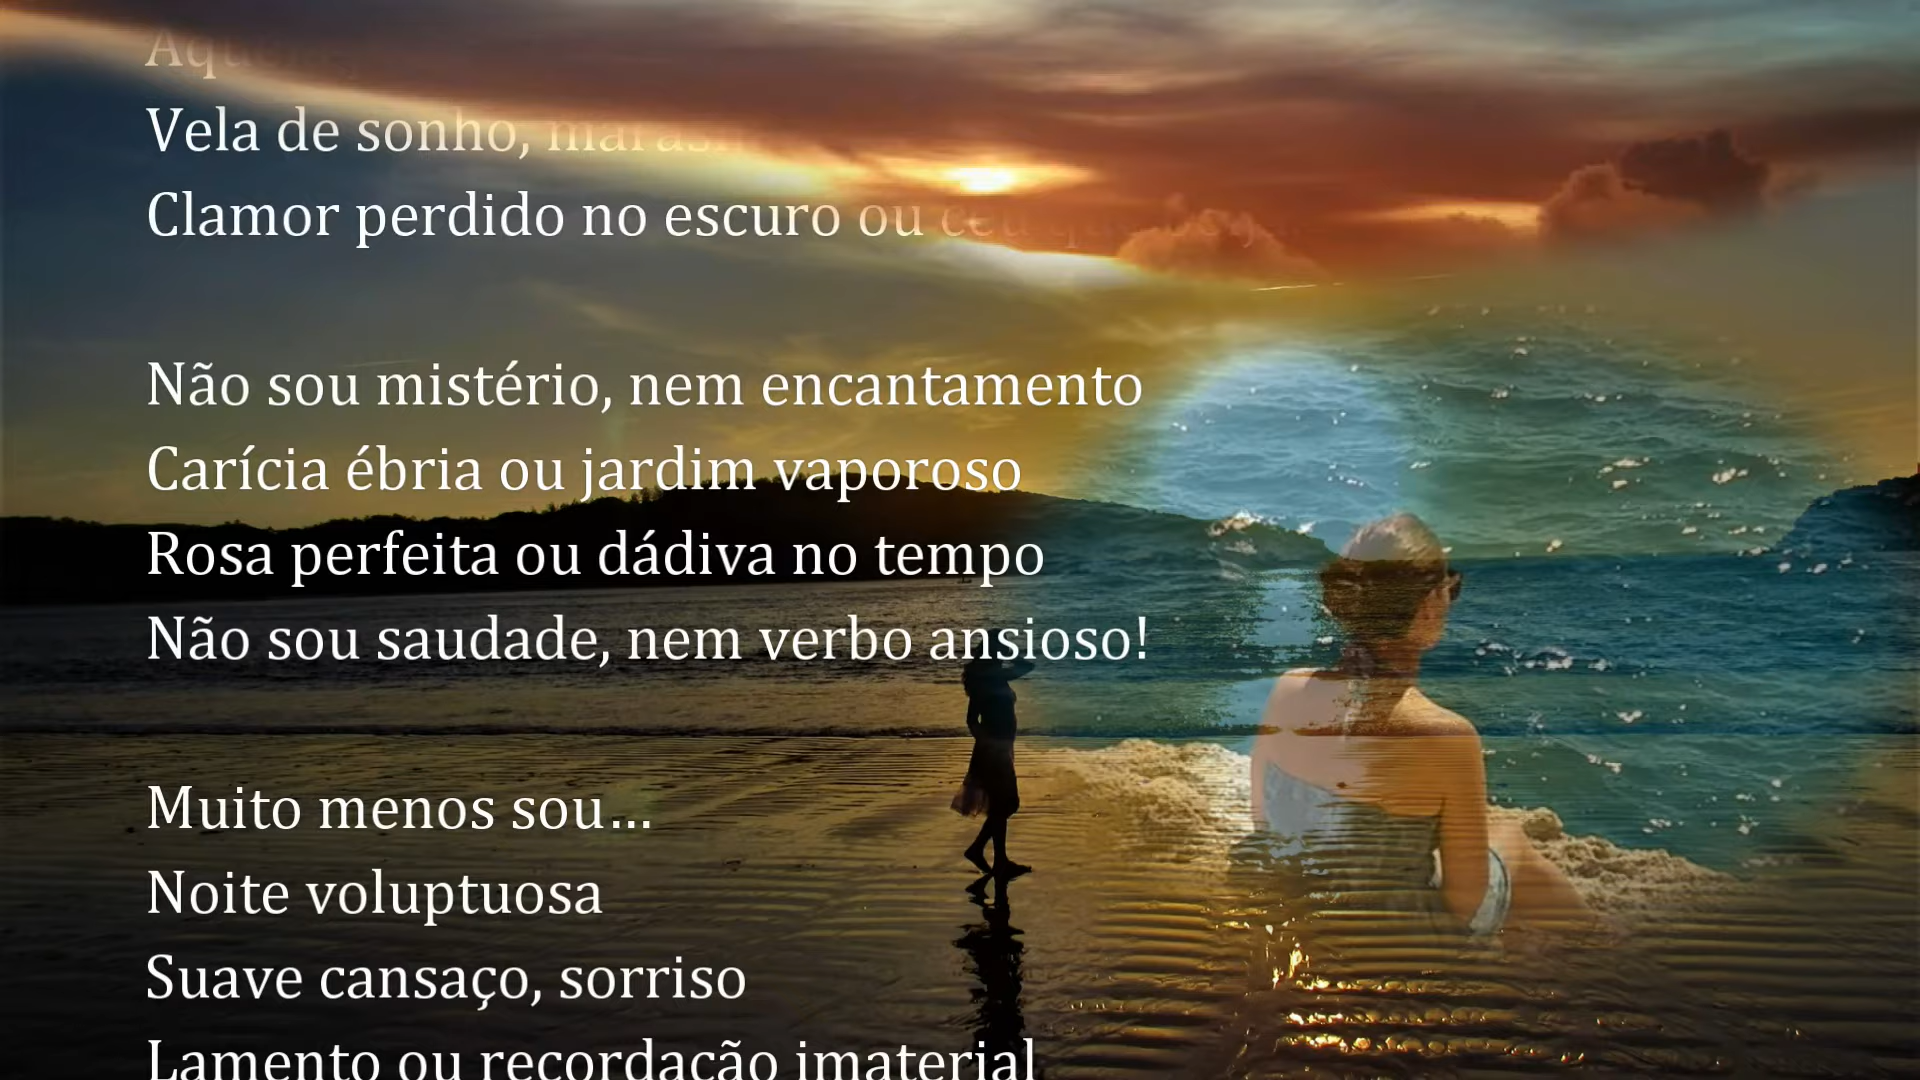 Vela de sonho,
Clamor perdido no escuro ou céu que
Não sou mistério, nem encantamento
Carícia ébria ou jardim vaporoso
Rosa perfeita ou dádiva no tempo
Não sou saudade, nem verbo ansioso!
Muito menos sou…
Noite voluptuosa
Suave cansaço, sorriso
Lamento ou recordação imaterial